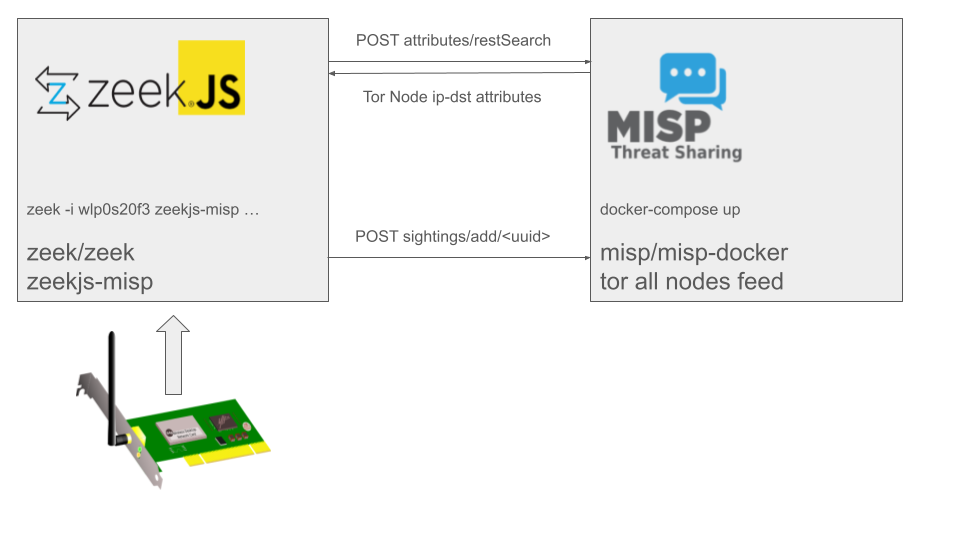 zeek.JS
zeek -i wlp0s20f3 zeekjs-misp …
zeek/zeek
zeekjs-misp
POST attributes/restSearch
Tor Node ip-dst attributes
POST sightings/add/<uuid>
MISP
Threat Sharing
docker-compose up
misp/misp-docker
tor all nodes feed